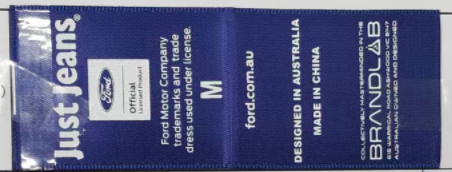 Just Jeans®
Ford
Official
Licensed Product
Ford Motor Company
trademarks and trade
dress used under license.
M
ford.com.au
DESIGNED IN AUSTRALIA
MADE IN CHINA
COLLECTIVELY MASTERMINDED IN THE
BRANDLAB
AUSTRALIAN OWNED AND DESIGNED